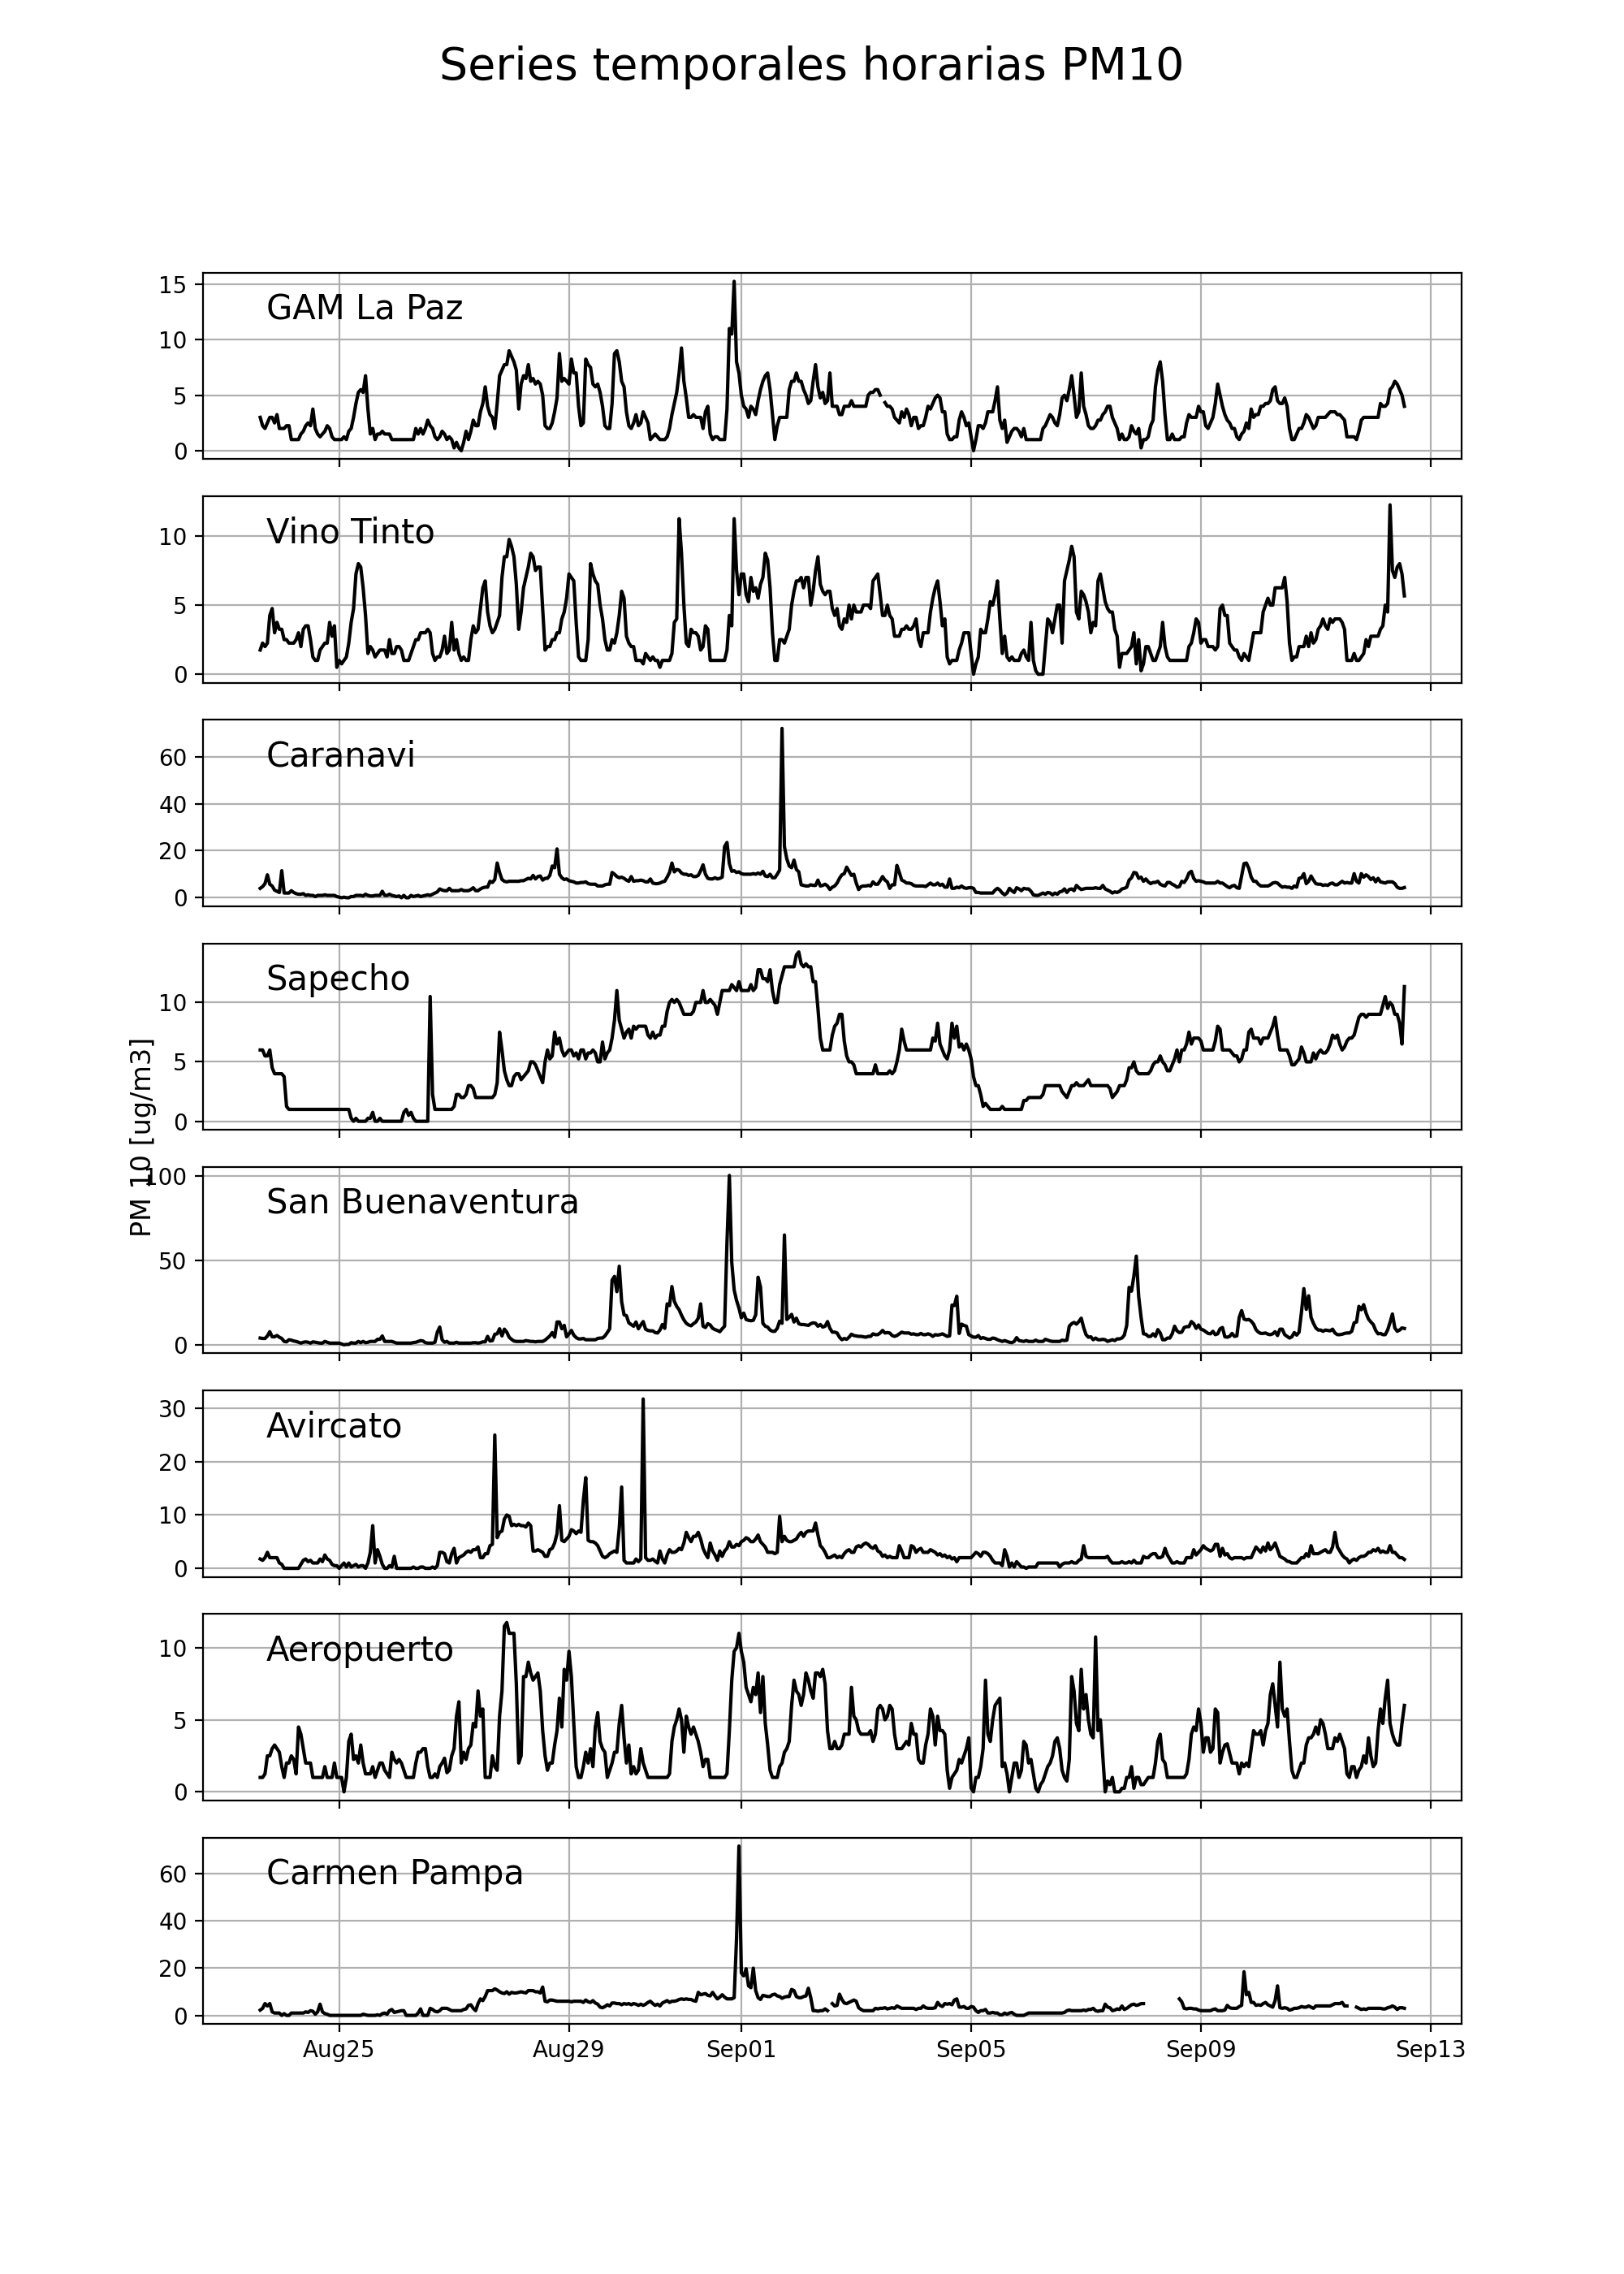 Series temporales horarias PM10
PM 10 [ug/m3]
GAM La Paz
15
10
5
0
Vino Tinto
10
5
0
Caranavi
60
40
20
0
Sapecho
10
5
0
San Buenaventura
100
50
0
Avircato
30
20
10
0
Aeropuerto
10
5
0
Carmen Pampa
60
40
20
0
Aug25 Aug29 Sep01 Sep05 Sep09 Sep13